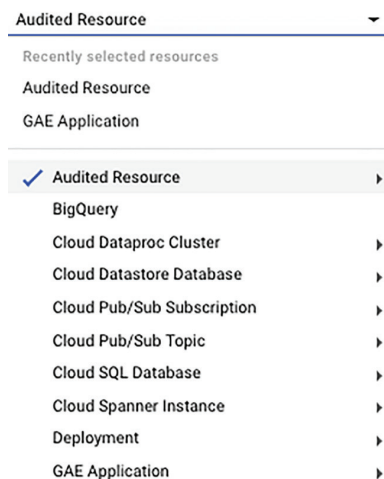 Audited Resource
Recently selected resources
Audited Resource
GAE Application
Audited Resource
BigQuery
Cloud Dataproc Cluster
Cloud Datastore Database
Cloud Pub/Sub Subscription
Cloud Pub/Sub Topic
Cloud SQL Database
Cloud Spanner Instance
Deployment
GAE Application